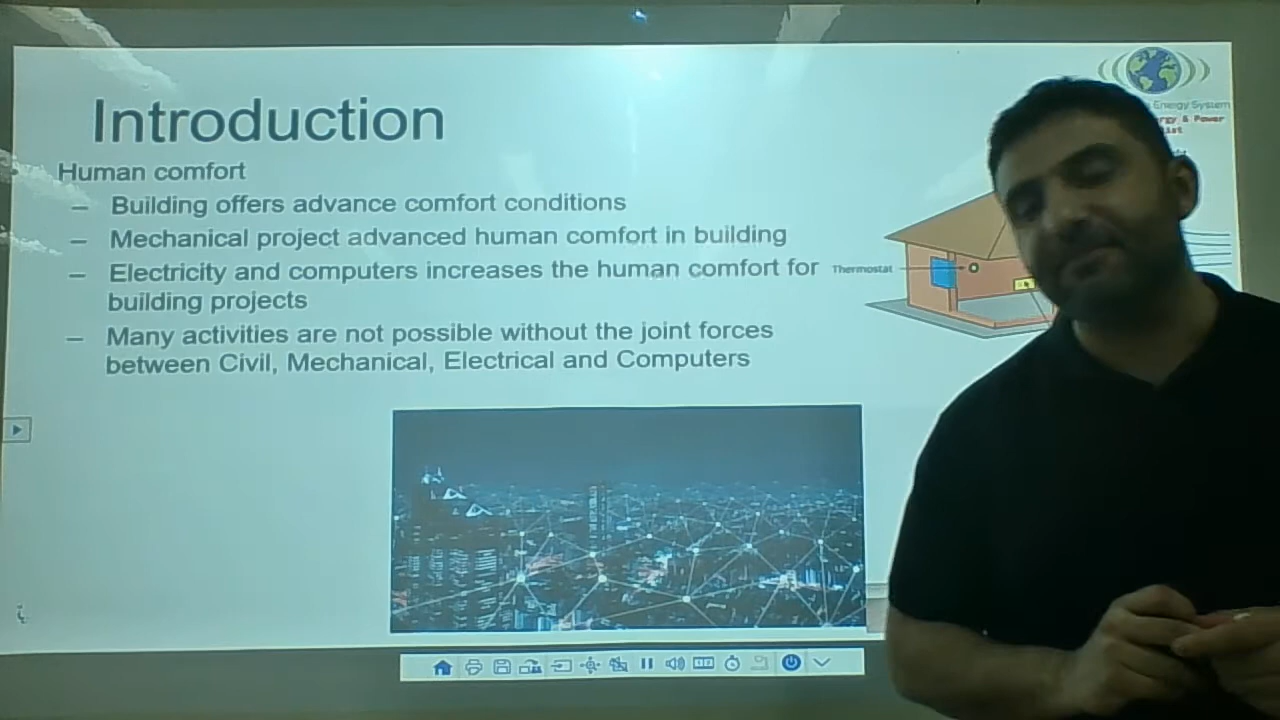 Introduction
Human comfort
– Building offers advance comfort conditions
– Mechanical project advanced human comfort in building
– Electricity and computers increases the human comfort for
building projects
– Many activities are not possible without the joint forces
between Civil, Mechanical, Electrical and Computers
Energy System
& Power
Thermostat